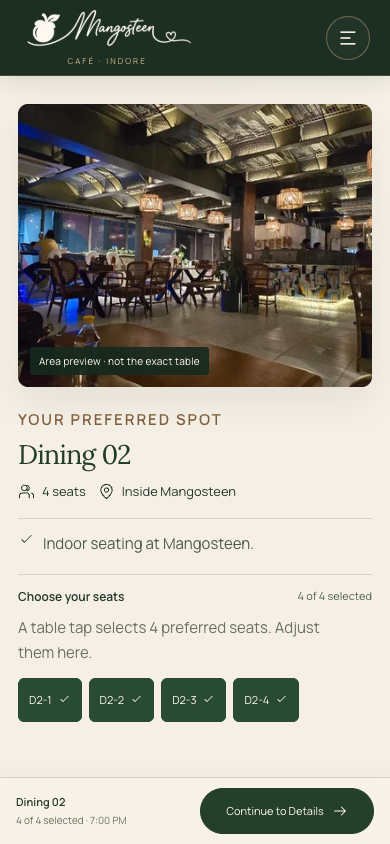 Mangosteen
CAFÉ · INDORE
Area preview · not the exact table
YOUR PREFERRED SPOT
Dining 02
4 seats
Inside Mangosteen
Indoor seating at Mangosteen.
Choose your seats
4 of 4 selected
A table tap selects 4 preferred seats. Adjust
them here.
D2-1
D2-2
D2-3
D2-4
Dining 02
4 of 4 selected · 7:00 PM
Continue to Details